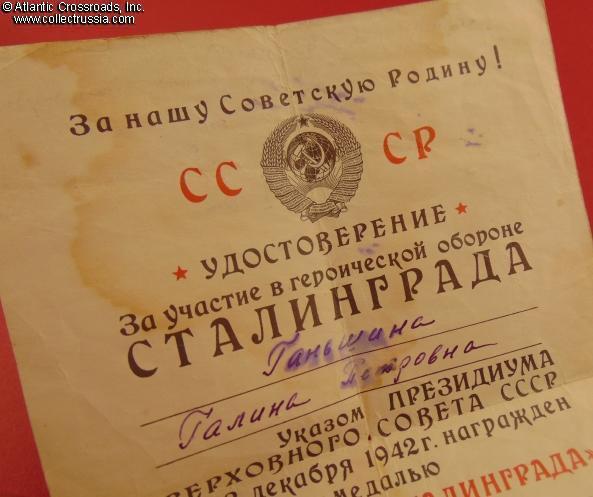 © Atlantic Crossroads, Inc.
www.collectrussia.com
За нашу Советскую Родину!
СС СР
УДОСТОВЕРЕНИЕ
За участие в героической обороне
СТАЛИНГРАДА
Ганьшина
Галина Петровна
Указом ПРЕЗИДИУМА
ВЕРХОВНОГО СОВЕТА СССР
декабря 1942 г. награжден
медалью